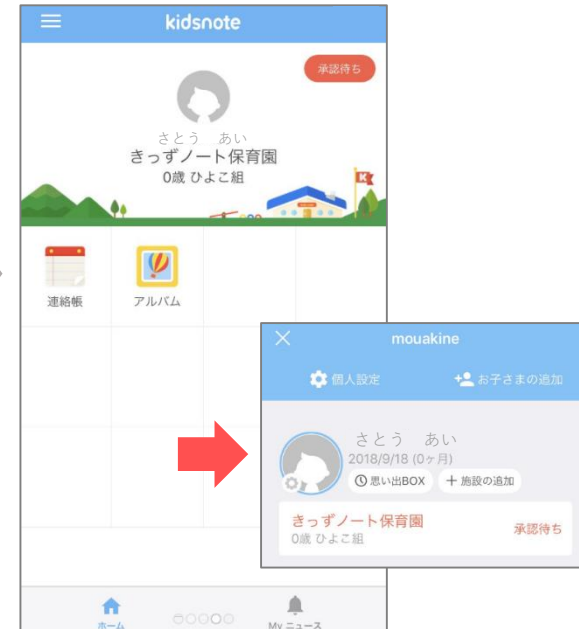 kidsnote
承認待ち
さとう　あい
きっずノート保育園
0歳 ひよこ組
K
連絡帳
アルバム
mouakine
個人設定
お子さまの追加
さとう　あい
2018/9/18 (0ヶ月)
思い出BOX
＋施設の追加
きっずノート保育園
承認待ち
0歳 ひよこ組
ホーム
My ニュース